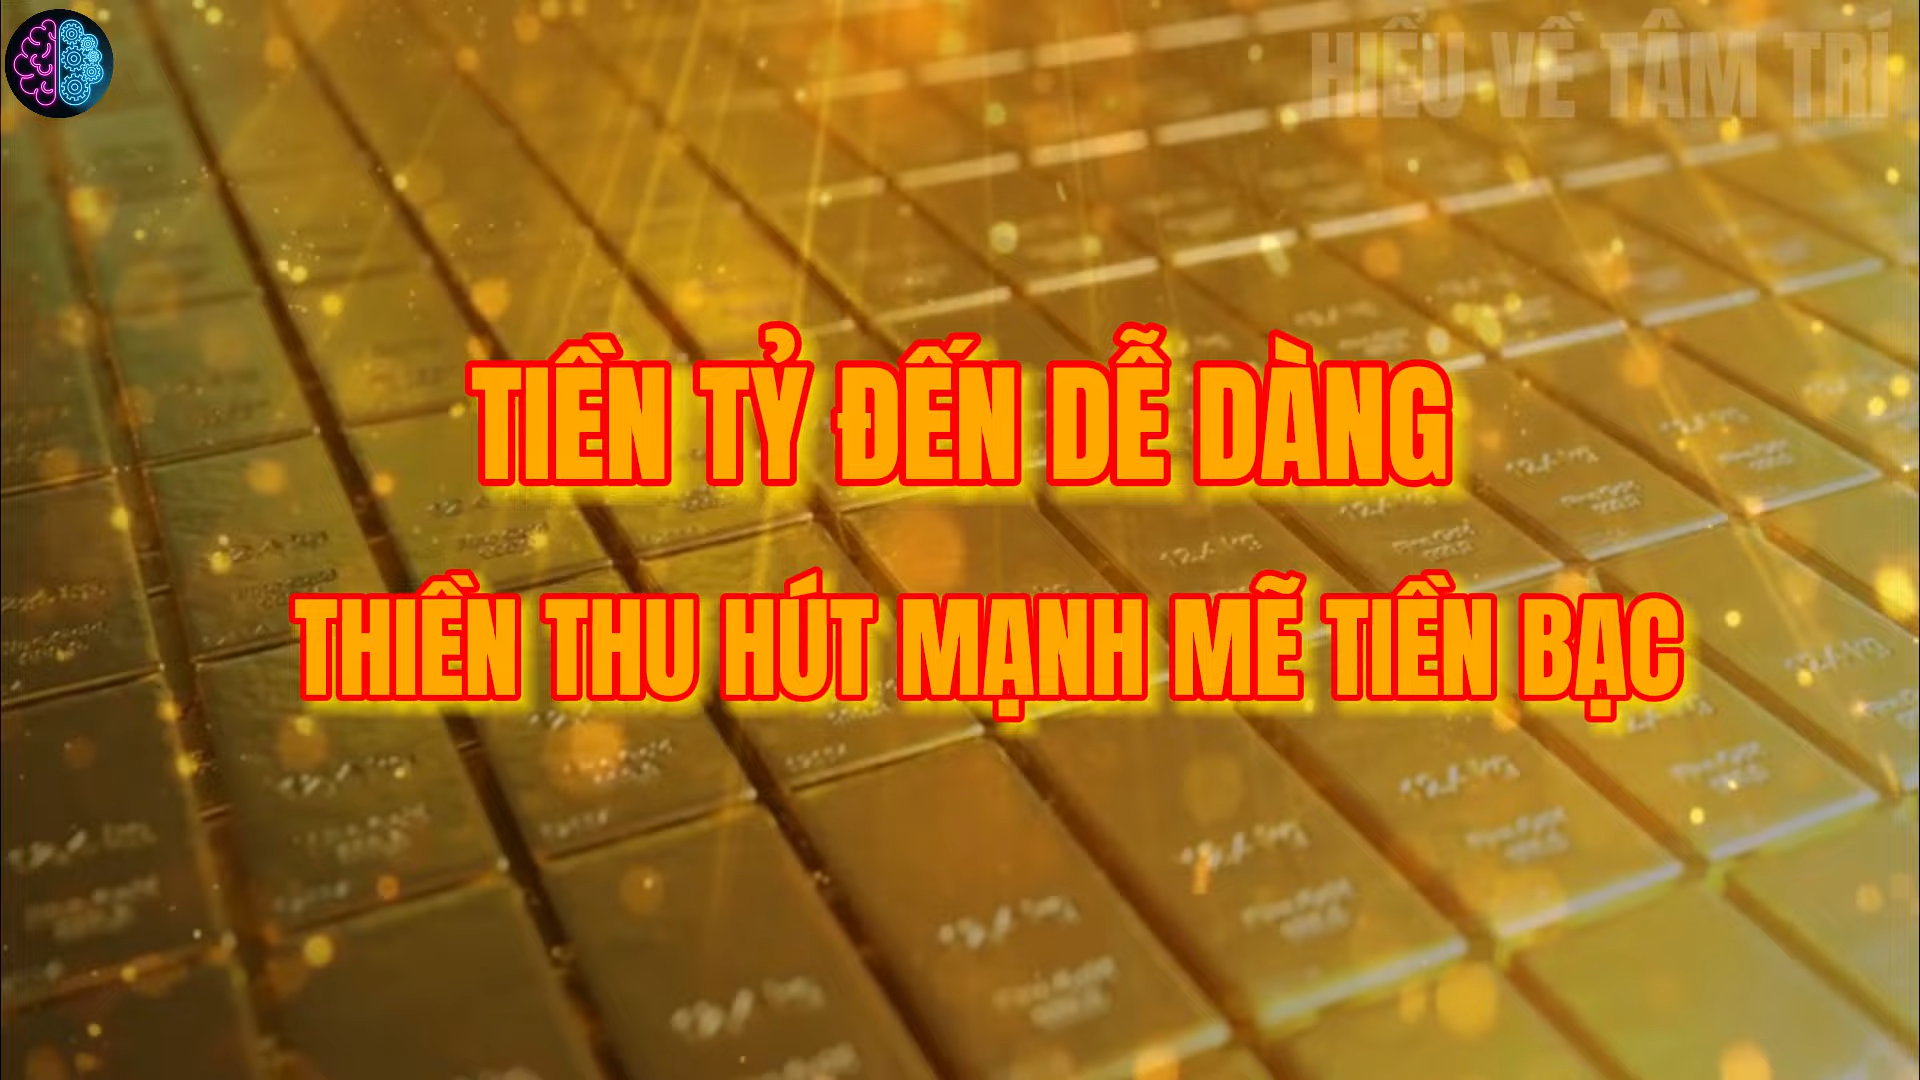 HIỂU VỀ TÂM TRÍ
TIỀN TỶ ĐẾN DỄ DÀNG
THIỀN THU HÚT MẠNH MẼ TIỀN BẠC